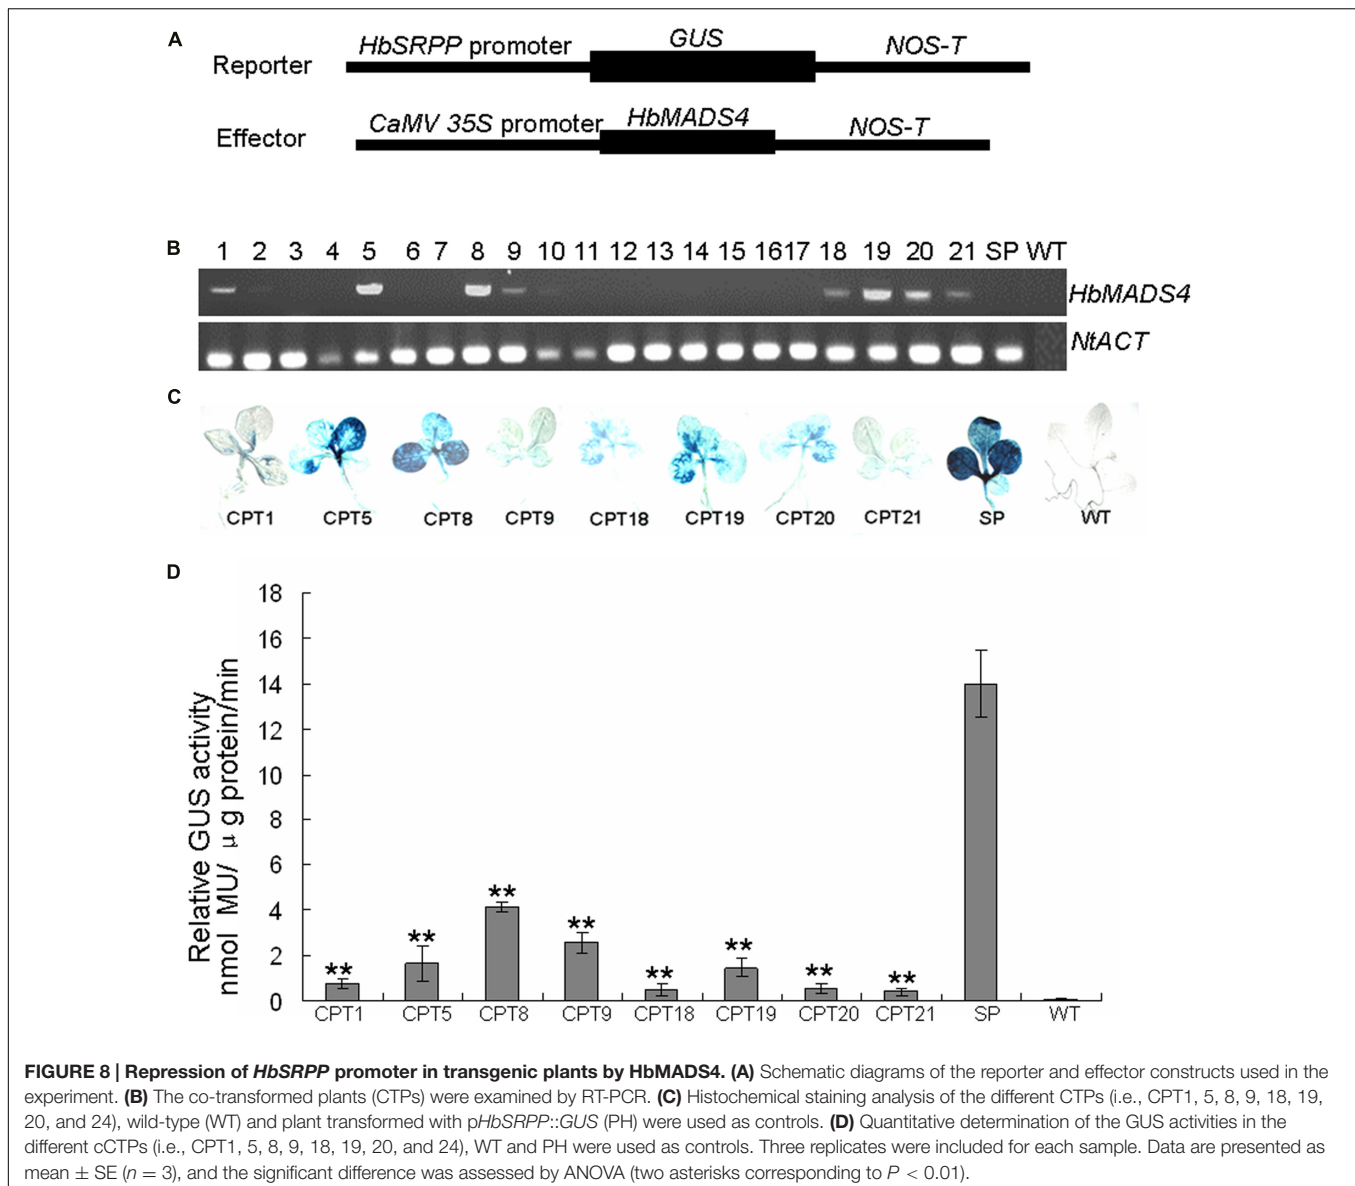 A
HbSRPP promoter GUS NOS-T
Reporter
CaMV 35S promoter HbMADS4 NOS-T
Effector
B 1 2 3 4 5 6 7 8 9 10 11 12 13 14 15 16 17 18 19 20 21 SP WT
HbMADS4
NtACT
C
CPT1 CPT5 CPT8 CPT9 CPT18 CPT19 CPT20 CPT21 SP WT
D
Relative GUS activity
nmol MU/ μg protein/min
18
16
14
12
10
8
6
4
2
0
** ** ** ** ** ** ** **
CPT1 CPT5 CPT8 CPT9 CPT18 CPT19 CPT20 CPT21 SP WT
FIGURE 8 | Repression of HbSRPP promoter in transgenic plants by HbMADS4. (A) Schematic diagrams of the reporter and effector constructs used in the
experiment. (B) The co-transformed plants (CTPs) were examined by RT-PCR. (C) Histochemical staining analysis of the different CTPs (i.e., CPT1, 5, 8, 9, 18, 19,
20, and 24), wild-type (WT) and plant transformed with pHbSRPP::GUS (PH) were used as controls. (D) Quantitative determination of the GUS activities in the
different cCTPs (i.e., CPT1, 5, 8, 9, 18, 19, 20, and 24), WT and PH were used as controls. Three replicates were included for each sample. Data are presented as
mean ± SE (n = 3), and the significant difference was assessed by ANOVA (two asterisks corresponding to P < 0.01).